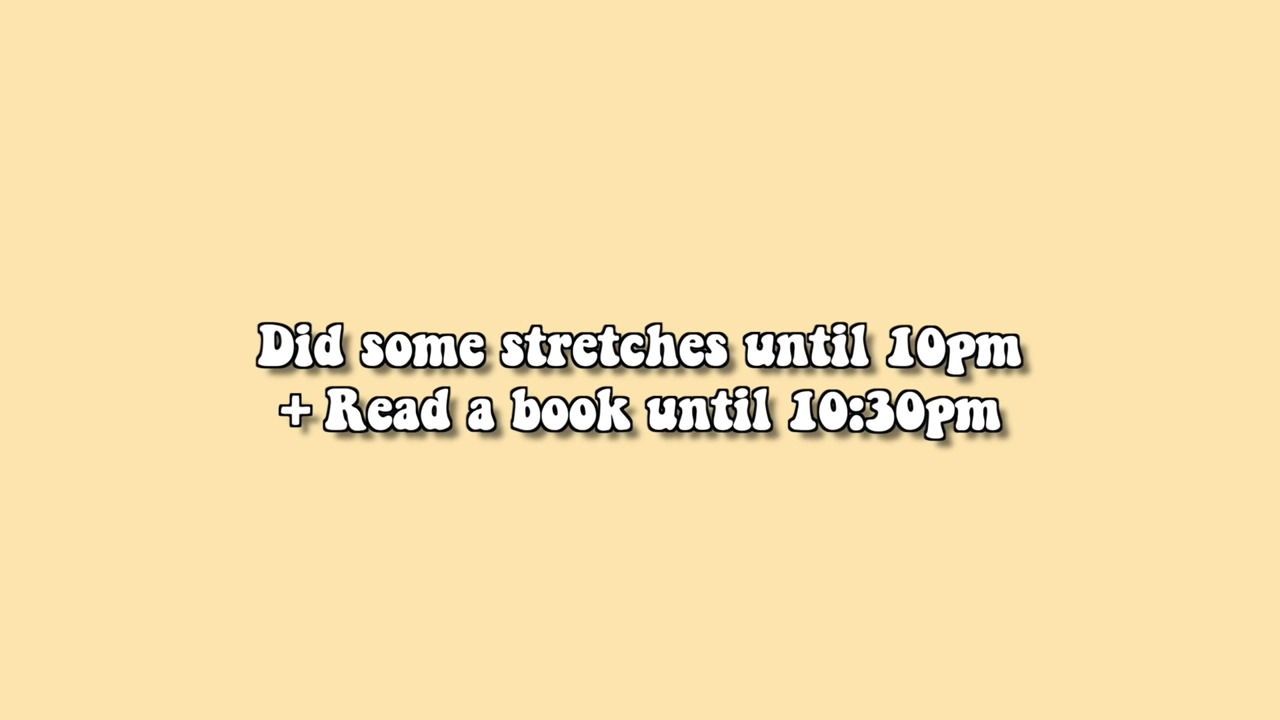 Did some stretches until 10pm
+ Read a book until 10:30pm